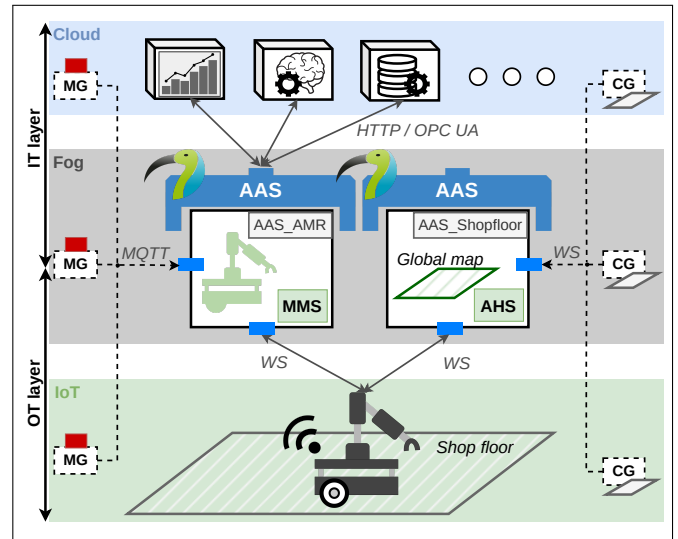 Cloud
MG
CG
HTTP / OPC UA
IT layer
Fog
AAS
AAS
AAS_AMR
AAS_Shopfloor
MG
MQTT
Global map
WS
CG
MMS
AHS
WS
WS
OT layer
IoT
MG
Shop floor
CG